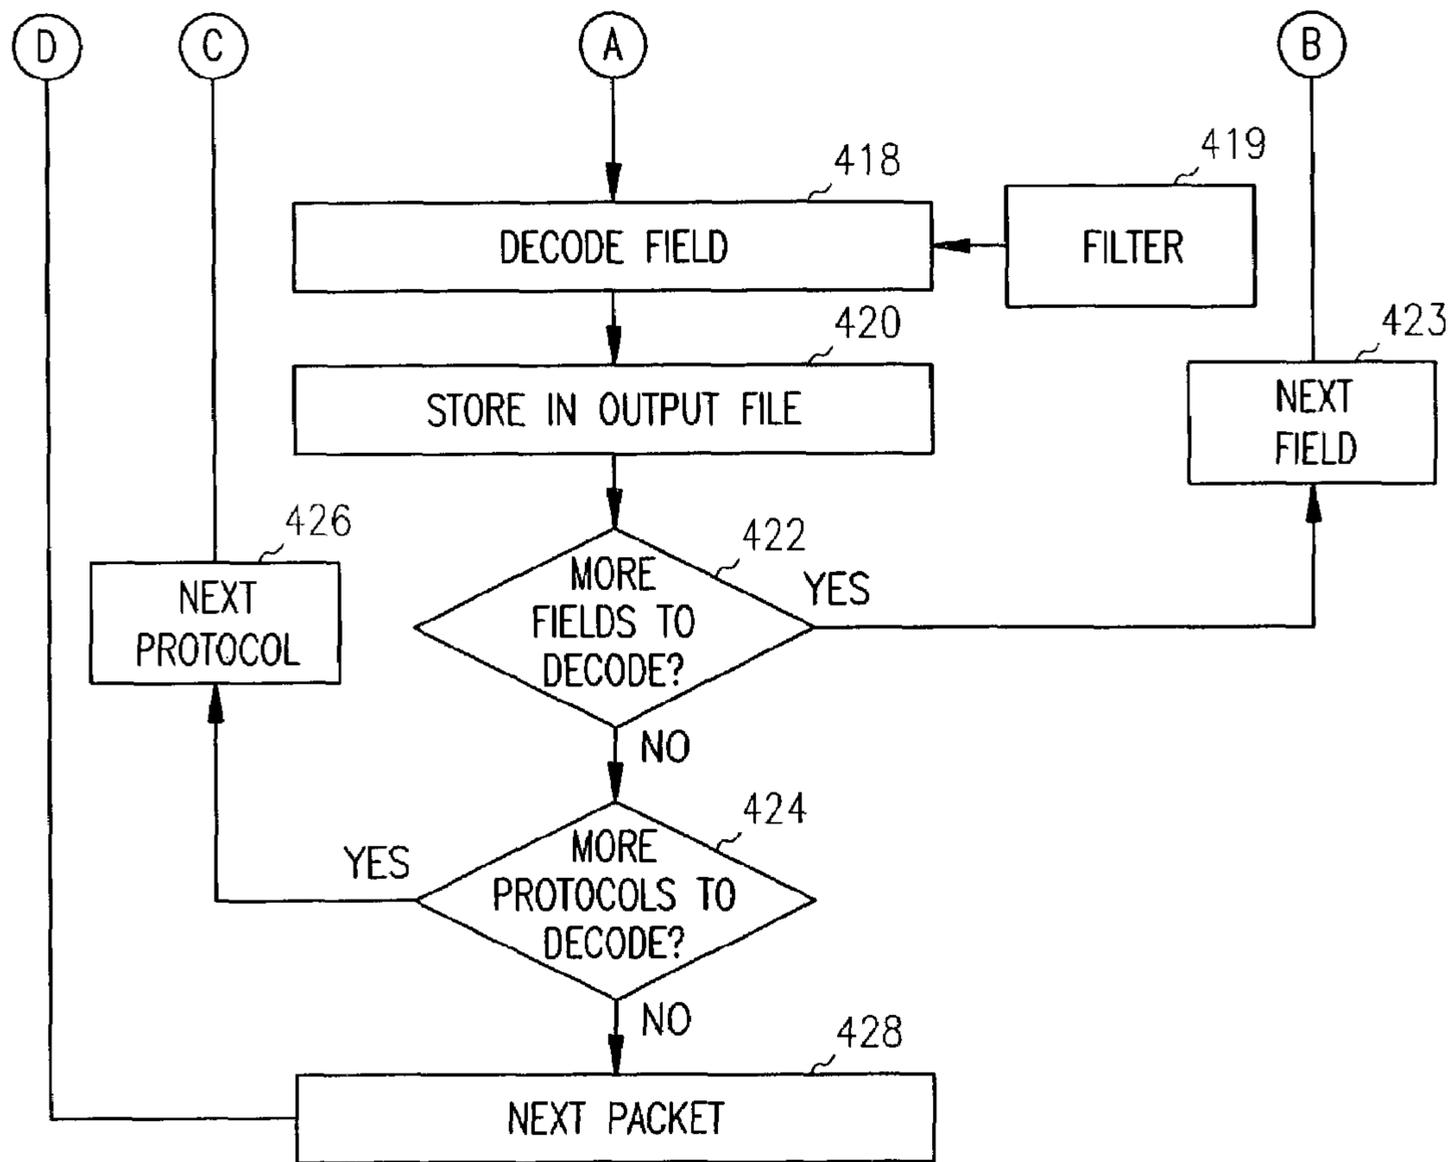 D
C
A
B
418
419
DECODE FIELD
FILTER
420
423
STORE IN OUTPUT FILE
NEXT
FIELD
426
422
NEXT
PROTOCOL
MORE
FIELDS TO
DECODE?
YES
NO
424
YES
MORE
PROTOCOLS TO
DECODE?
NO
428
NEXT PACKET